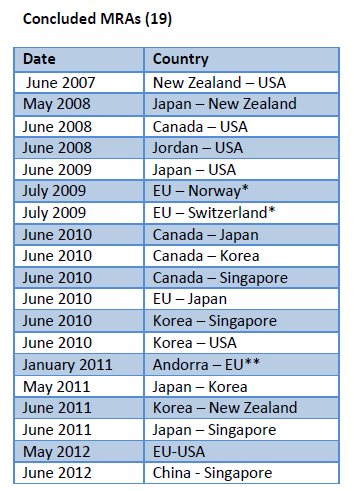 Concluded MRAs (19)
Date Country
June 2007 New Zealand – USA
May 2008 Japan – New Zealand
June 2008 Canada – USA
June 2008 Jordan – USA
June 2009 Japan – USA
July 2009 EU – Norway*
July 2009 EU – Switzerland*
June 2010 Canada – Japan
June 2010 Canada – Korea
June 2010 Canada – Singapore
June 2010 EU – Japan
June 2010 Korea – Singapore
June 2010 Korea – USA
January 2011 Andorra – EU**
May 2011 Japan – Korea
June 2011 Korea – New Zealand
June 2011 Japan – Singapore
May 2012 EU-USA
June 2012 China - Singapore